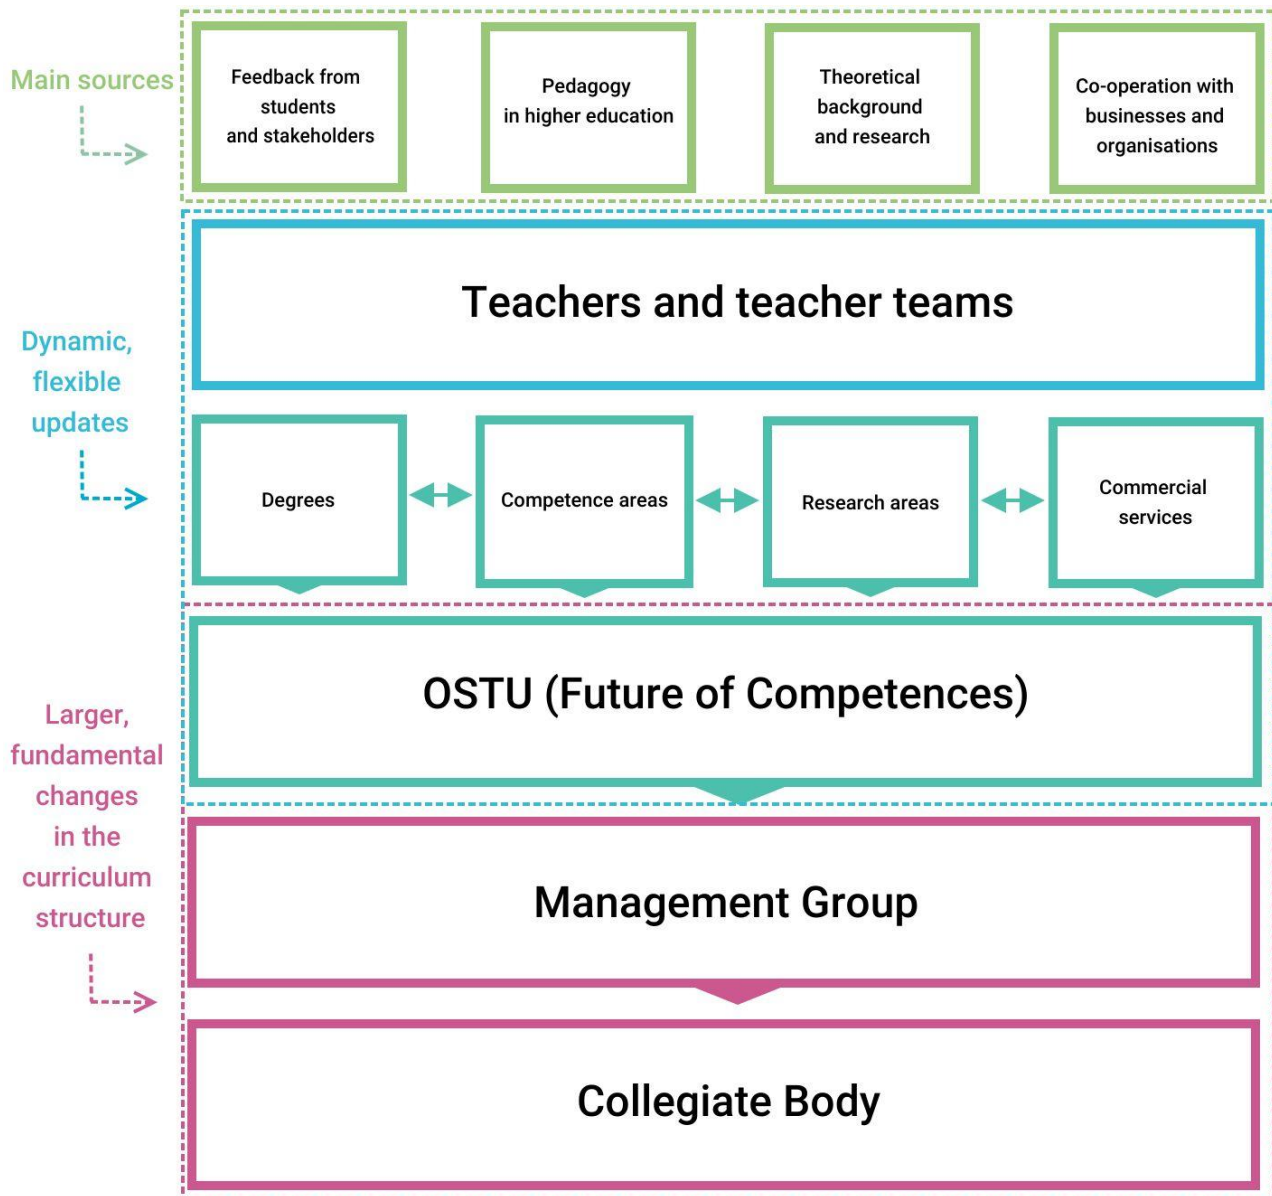 Main sources
Feedback from
students
and stakeholders
Pedagogy
in higher education
Theoretical
background
and research
Co-operation with
businesses and
organisations
Dynamic,
flexible
updates
Teachers and teacher teams
Degrees
Competence areas
Research areas
Commercial
services
Larger,
fundamental
changes
in the
curriculum
structure
OSTU (Future of Competences)
Management Group
Collegiate Body